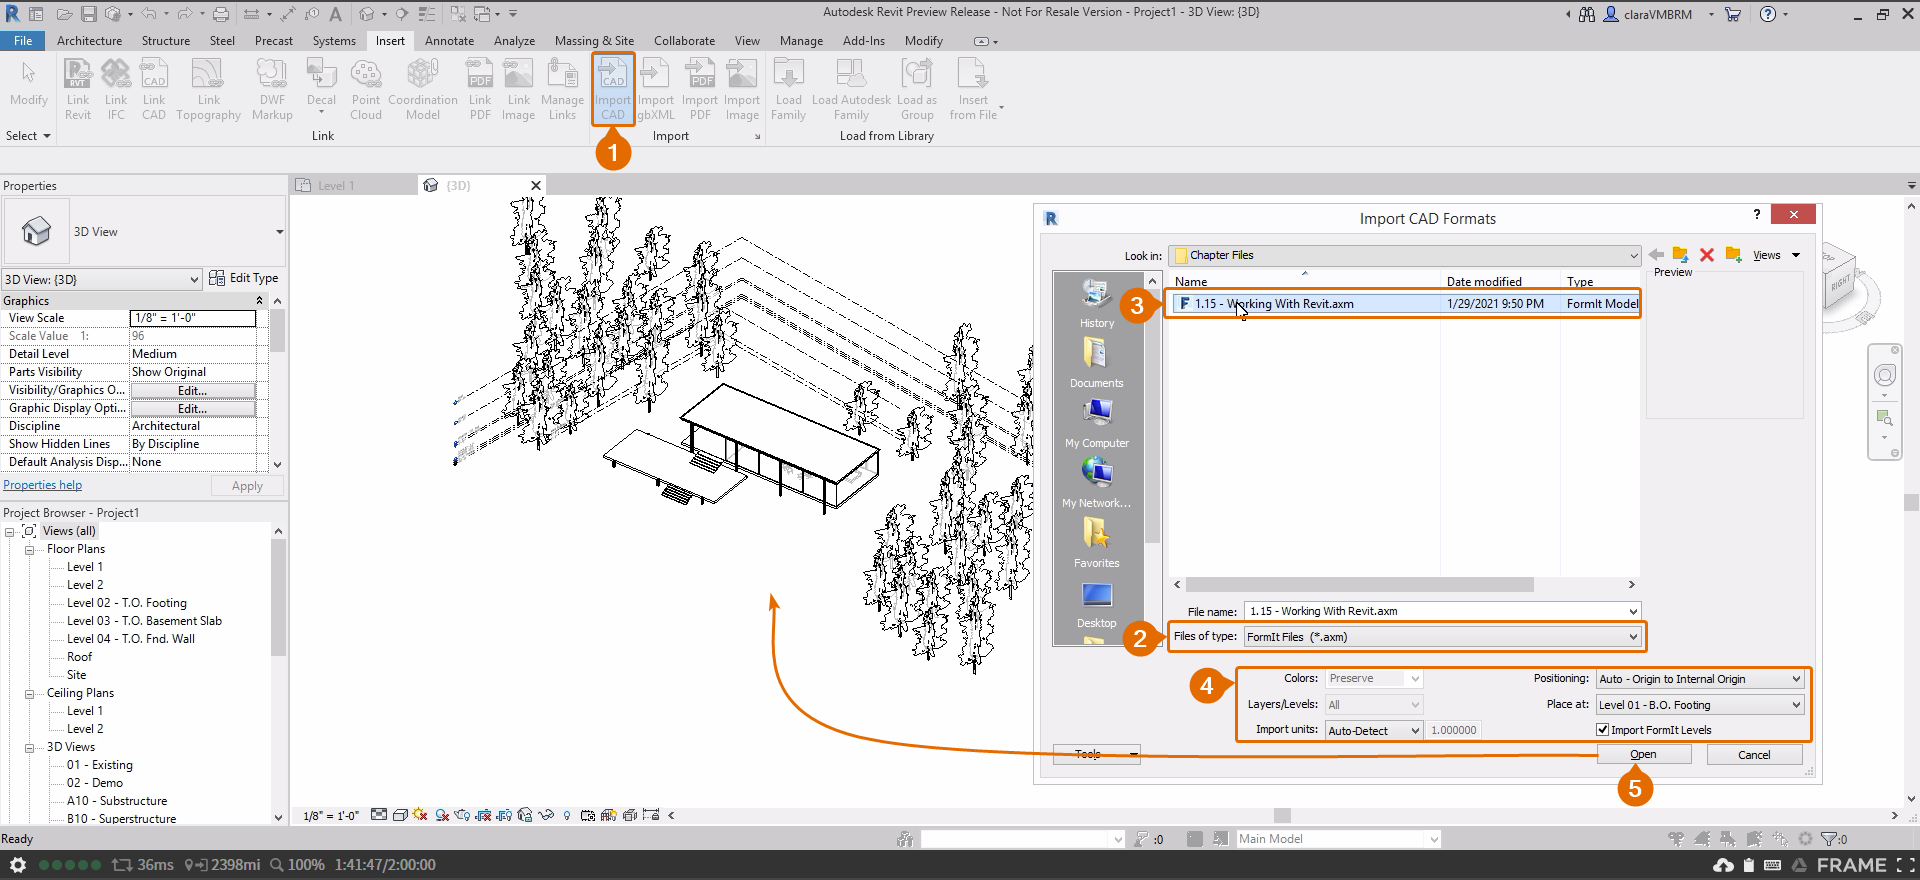 Autodesk Revit Preview Release - Not For Resale Version - Project1 - 3D View: {3D}
claraVMBRM
File Architecture Structure Steel Precast Systems Insert Annotate Analyze Massing & Site Collaborate View Manage Add-Ins Modify
Modify
Link Revit
Link IFC
Link CAD
Link Topography
DWF Markup
Decal
Point Cloud
Coordination Model
Link PDF
Link Image
Manage Links
Import CAD
Import gbXML
Import PDF
Import Image
Load Family
Load Autodesk Family
Load as Group
Insert from File
Select
Link
Import
Load from Library
1
Properties
Level 1
{3D}
3D View
3D View: {3D}
Edit Type
Graphics
View Scale 1/8" = 1'-0"
Scale Value 1: 96
Detail Level Medium
Parts Visibility Show Original
Visibility/Graphics O... Edit...
Graphic Display Opti... Edit...
Discipline Architectural
Show Hidden Lines By Discipline
Default Analysis Disp... None
Properties help
Apply
Project Browser - Project1
Views (all)
Floor Plans
Level 1
Level 2
Level 02 - T.O. Footing
Level 03 - T.O. Basement Slab
Level 04 - T.O. Fnd. Wall
Roof
Site
Ceiling Plans
Level 1
Level 2
3D Views
01 - Existing
02 - Demo
A10 - Substructure
B10 - Superstructure
Import CAD Formats
Look in: Chapter Files
Views
Preview
Name Date modified Type
3
1.15 - Working With Revit.axm 1/29/2021 9:50 PM FormIt Model
History
Documents
My Computer
My Network...
Favorites
Desktop
File name: 1.15 - Working With Revit.axm
2
Files of type: FormIt Files (*.axm)
4
Colors: Preserve
Positioning: Auto - Origin to Internal Origin
Layers/Levels: All
Place at: Level 01 - B.O. Footing
Import units: Auto-Detect 1.000000
Import FormIt Levels
Tools
Open
Cancel
5
RIGHT
1/8" = 1'-0"
Ready
:0
Main Model
:0
36ms 2398mi 100% 1:41:47/2:00:00
FRAME